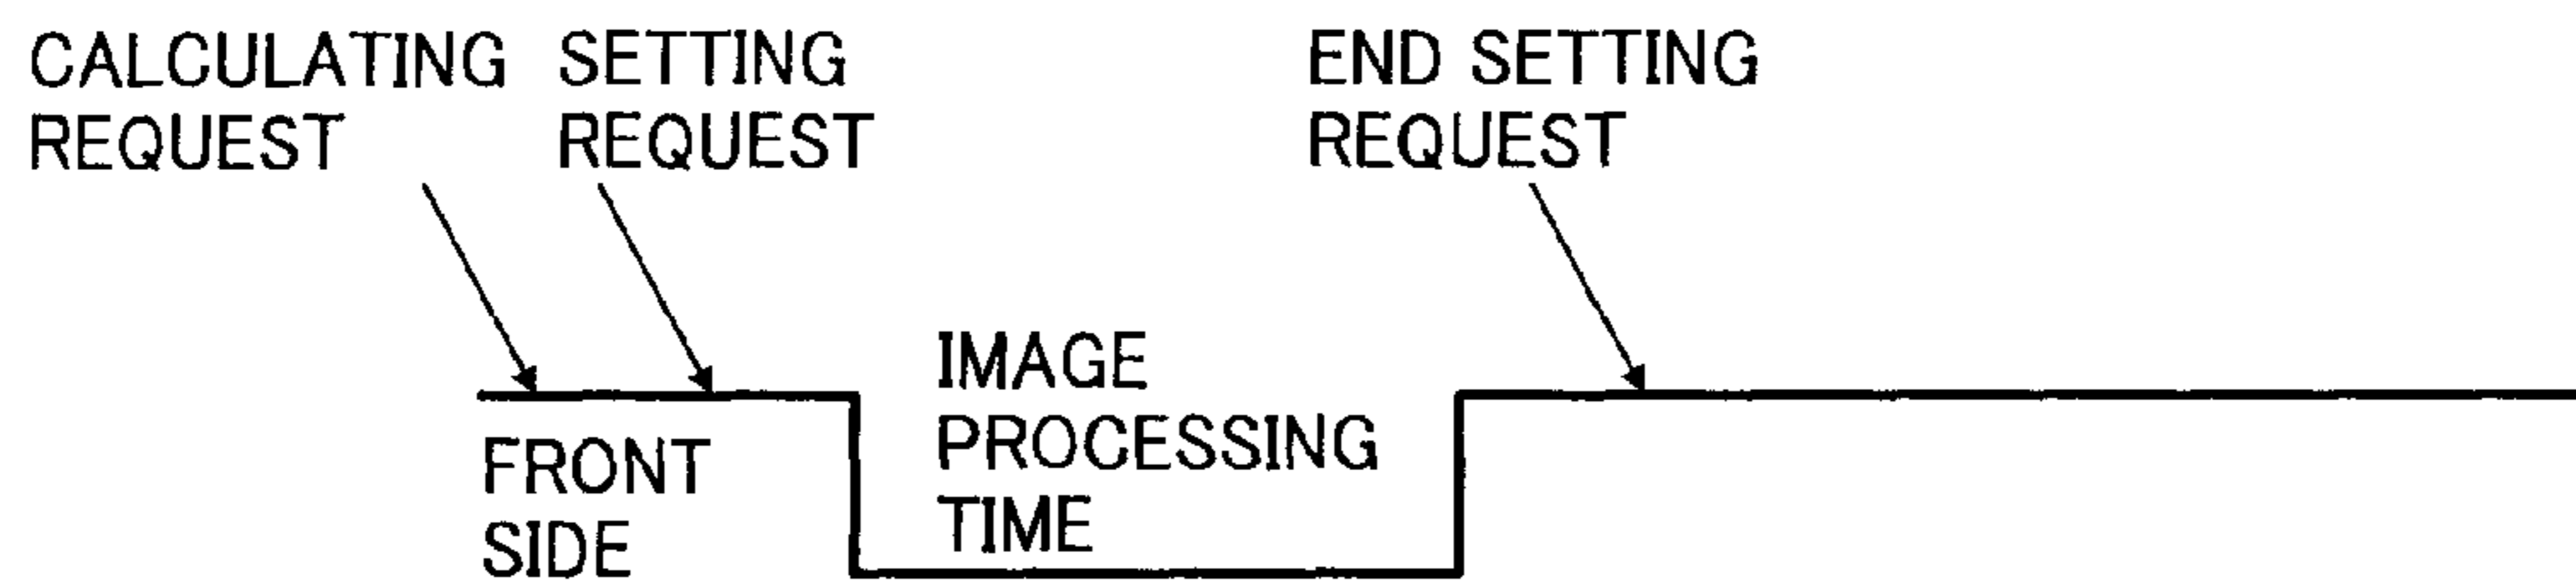 CALCULATING
REQUEST
SETTING
REQUEST
END SETTING
REQUEST
FRONT
SIDE
IMAGE
PROCESSING
TIME